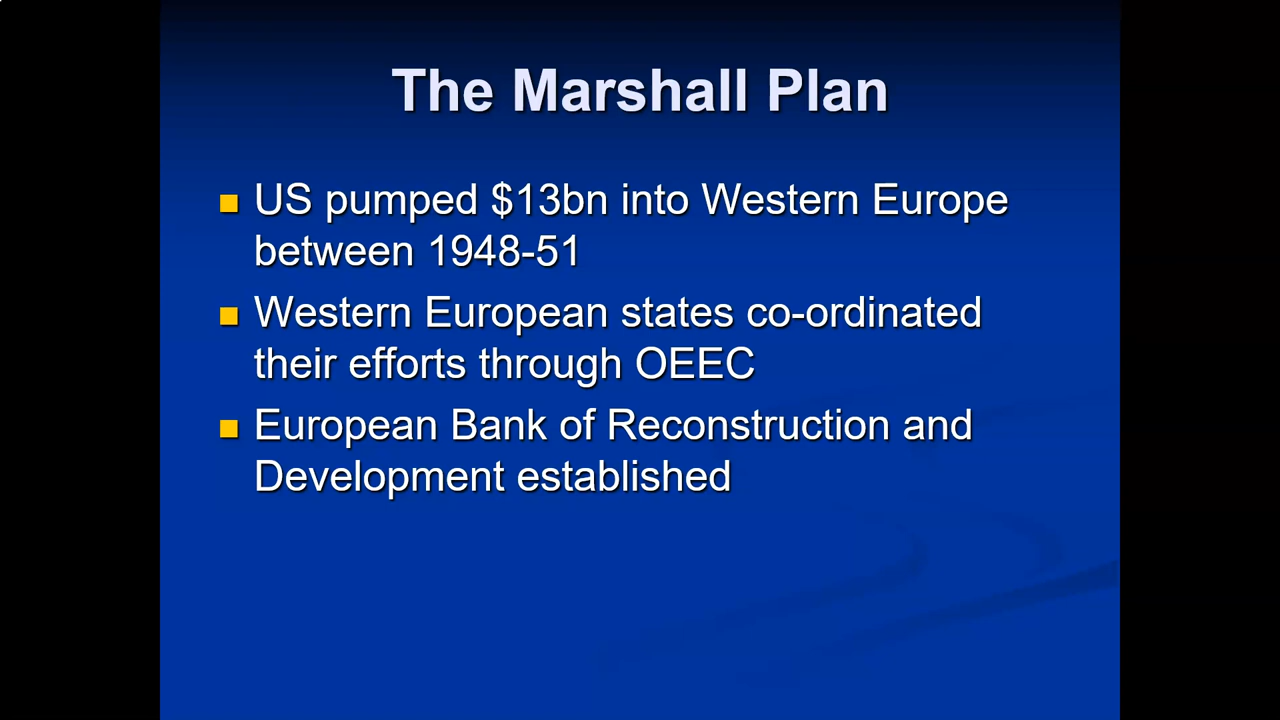 The Marshall Plan
US pumped $13bn into Western Europe
between 1948-51
Western European states co-ordinated
their efforts through OEEC
European Bank of Reconstruction and
Development established